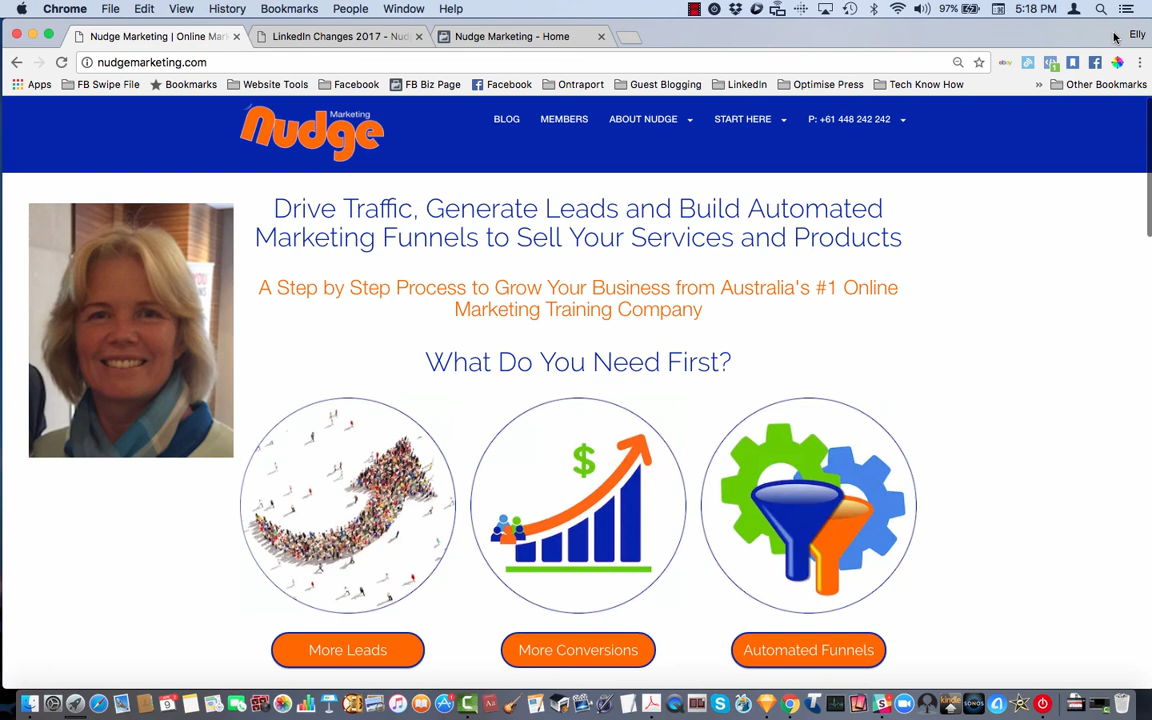 Chrome File Edit View History Bookmarks People Window Help 97% 5:18 PM
Nudge Marketing | Online Mar LinkedIn Changes 2017 - Nud Nudge Marketing - Home Elly
nudgemarketing.com
Apps FB Swipe File Bookmarks Website Tools Facebook FB Biz Page Facebook Ontraport Guest Blogging LinkedIn Optimise Press Tech Know How » Other Bookmarks
Marketing
Nudge
BLOG MEMBERS ABOUT NUDGE START HERE P: +61 448 242 242
Drive Traffic, Generate Leads and Build Automated
Marketing Funnels to Sell Your Services and Products
A Step by Step Process to Grow Your Business from Australia's #1 Online
Marketing Training Company
What Do You Need First?
$
More Leads More Conversions Automated Funnels